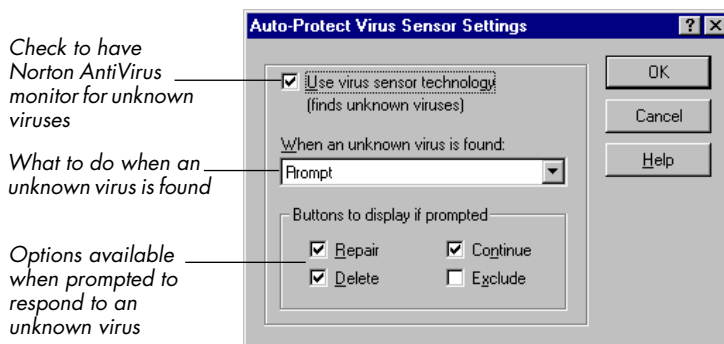 Auto-Protect Virus Sensor Settings
Check to have
Norton AntiVirus
monitor for unknown
viruses
Use virus sensor technology
(finds unknown viruses)
OK
Cancel
Help
What to do when an
unknown virus is found
When an unknown virus is found:
Prompt
Options available
when prompted to
respond to an
unknown virus
Buttons to display if prompted
Repair
Continue
Delete
Exclude